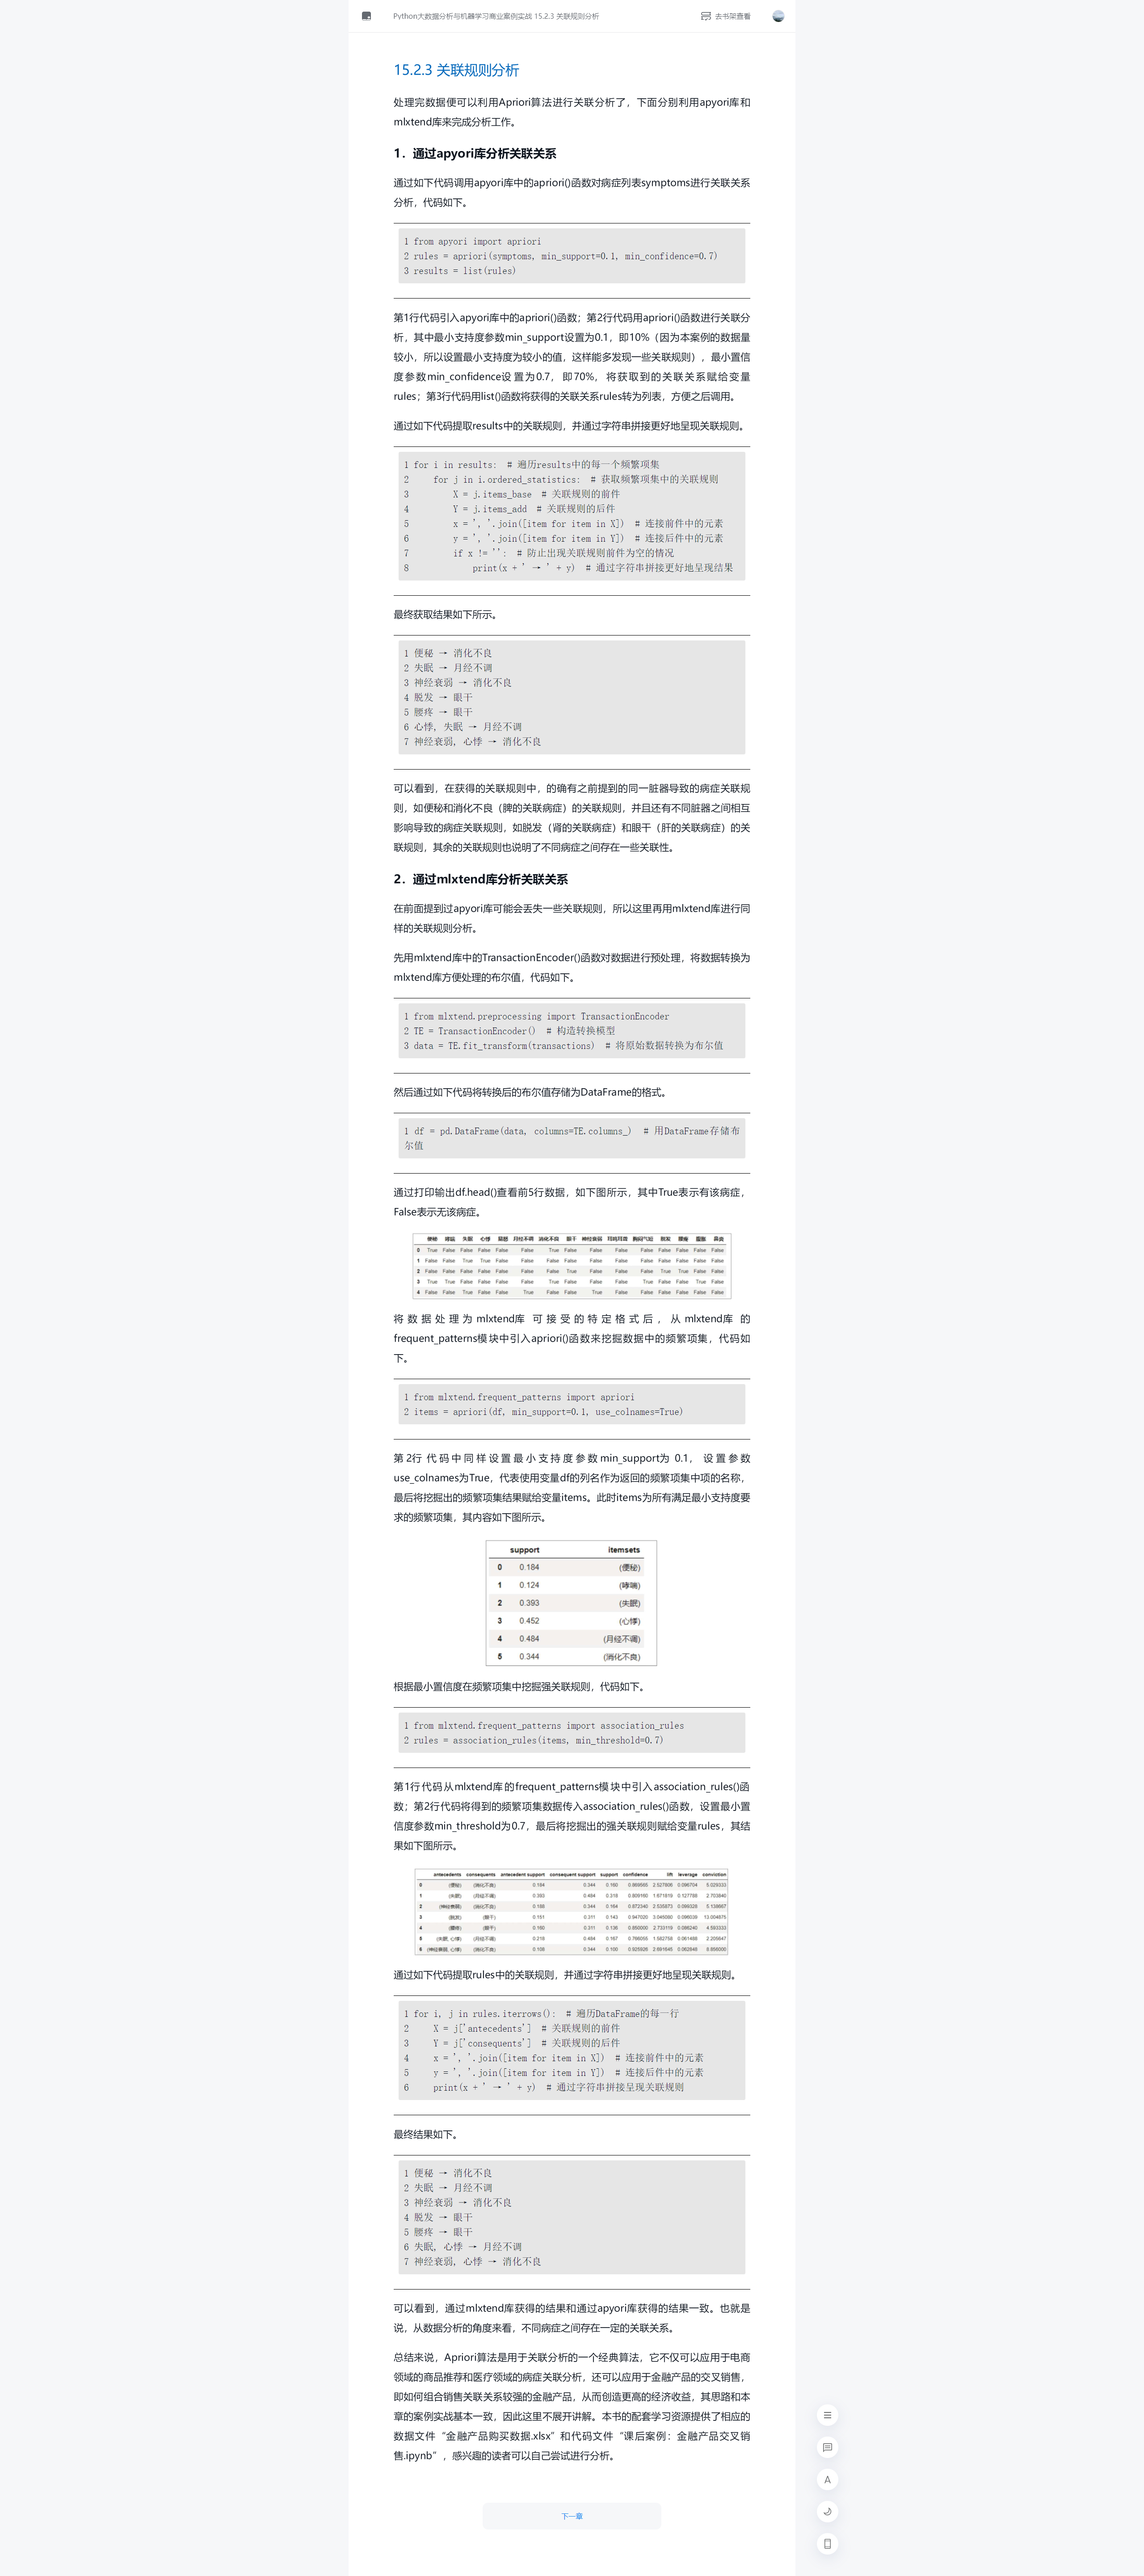 Python大数据分析与机器学习商业案例实战 15.2.3 关联规则分析
去书架查看
15.2.3 关联规则分析
处理完数据便可以利用Apriori算法进行关联分析了，下面分别利用apyori库和
mlxtend库来完成分析工作。
1．通过apyori库分析关联关系
通过如下代码调用apyori库中的apriori()函数对病症列表symptoms进行关联关系
分析，代码如下。
1 from apyori import apriori
2 rules = apriori(symptoms, min_support=0.1, min_confidence=0.7)
3 results = list(rules)
第1行代码引入apyori库中的apriori()函数；第2行代码用apriori()函数进行关联分
析，其中最小支持度参数min_support设置为0.1，即10%（因为本案例的数据量
较小，所以设置最小支持度为较小的值，这样能多发现一些关联规则），最小置信
度参数min_confidence设置为0.7，即70%，将获取到的关联关系赋给变量
rules；第3行代码用list()函数将获得的关联关系rules转为列表，方便之后调用。
通过如下代码提取results中的关联规则，并通过字符串拼接更好地呈现关联规则。
1 for i in results:  # 遍历results中的每一个频繁项集
2     for j in i.ordered_statistics:  # 获取频繁项集中的关联规则
3         X = j.items_base  # 关联规则的前件
4         Y = j.items_add  # 关联规则的后件
5         x = ', '.join([item for item in X])  # 连接前件中的元素
6         y = ', '.join([item for item in Y])  # 连接后件中的元素
7         if x != '':  # 防止出现关联规则前件为空的情况
8             print(x + ' → ' + y)  # 通过字符串拼接更好地呈现结果
最终获取结果如下所示。
1 便秘 → 消化不良
2 失眠 → 月经不调
3 神经衰弱 → 消化不良
4 脱发 → 眼干
5 腰疼 → 眼干
6 心悸, 失眠 → 月经不调
7 神经衰弱, 心悸 → 消化不良
可以看到，在获得的关联规则中，的确有之前提到的同一脏器导致的病症关联规
则，如便秘和消化不良（脾的关联病症）的关联规则，并且还有不同脏器之间相互
影响导致的病症关联规则，如脱发（肾的关联病症）和眼干（肝的关联病症）的关
联规则，其余的关联规则也说明了不同病症之间存在一些关联性。
2．通过mlxtend库分析关联关系
在前面提到过apyori库可能会丢失一些关联规则，所以这里再用mlxtend库进行同
样的关联规则分析。
先用mlxtend库中的TransactionEncoder()函数对数据进行预处理，将数据转换为
mlxtend库方便处理的布尔值，代码如下。
1 from mlxtend.preprocessing import TransactionEncoder
2 TE = TransactionEncoder()  # 构造转换模型
3 data = TE.fit_transform(transactions)  # 将原始数据转换为布尔值
然后通过如下代码将转换后的布尔值存储为DataFrame的格式。
1 df = pd.DataFrame(data, columns=TE.columns_)  # 用DataFrame存储布
尔值
通过打印输出df.head()查看前5行数据，如下图所示，其中True表示有该病症，
False表示无该病症。
将数据处理为mlxtend库可接受的特定格式后，从mlxtend库的
frequent_patterns模块中引入apriori()函数来挖掘数据中的频繁项集，代码如
下。
1 from mlxtend.frequent_patterns import apriori
2 items = apriori(df, min_support=0.1, use_colnames=True)
第2行代码中同样设置最小支持度参数min_support为 0.1，设置参数
use_colnames为True，代表使用变量df的列名作为返回的频繁项集中项的名称，
最后将挖掘出的频繁项集结果赋给变量items。此时items为所有满足最小支持度要
求的频繁项集，其内容如下图所示。
support itemsets
0 0.184 (便秘)
1 0.124 (哮喘)
2 0.393 (失眠)
3 0.452 (心悸)
4 0.484 (月经不调)
5 0.344 (消化不良)
根据最小置信度在频繁项集中挖掘强关联规则，代码如下。
1 from mlxtend.frequent_patterns import association_rules
2 rules = association_rules(items, min_threshold=0.7)
第1行代码从mlxtend库的frequent_patterns模块中引入association_rules()函
数；第2行代码将得到的频繁项集数据传入association_rules()函数，设置最小置
信度参数min_threshold为0.7，最后将挖掘出的强关联规则赋给变量rules，其结
果如下图所示。
antecedents consequents antecedent support consequent support support confidence lift leverage conviction
通过如下代码提取rules中的关联规则，并通过字符串拼接更好地呈现关联规则。
1 for i, j in rules.iterrows():  # 遍历DataFrame的每一行
2     X = j['antecedents']  # 关联规则的前件
3     Y = j['consequents']  # 关联规则的后件
4     x = ', '.join([item for item in X])  # 连接前件中的元素
5     y = ', '.join([item for item in Y])  # 连接后件中的元素
6     print(x + ' → ' + y)  # 通过字符串拼接呈现关联规则
最终结果如下。
1 便秘 → 消化不良
2 失眠 → 月经不调
3 神经衰弱 → 消化不良
4 脱发 → 眼干
5 腰疼 → 眼干
6 失眠, 心悸 → 月经不调
7 神经衰弱, 心悸 → 消化不良
可以看到，通过mlxtend库获得的结果和通过apyori库获得的结果一致。也就是
说，从数据分析的角度来看，不同病症之间存在一定的关联关系。
总结来说，Apriori算法是用于关联分析的一个经典算法，它不仅可以应用于电商
领域的商品推荐和医疗领域的病症关联分析，还可以应用于金融产品的交叉销售，
即如何组合销售关联关系较强的金融产品，从而创造更高的经济收益，其思路和本
章的案例实战基本一致，因此这里不展开讲解。本书的配套学习资源提供了相应的
数据文件“金融产品购买数据.xlsx”和代码文件“课后案例：金融产品交叉销
售.ipynb”，感兴趣的读者可以自己尝试进行分析。
下一章